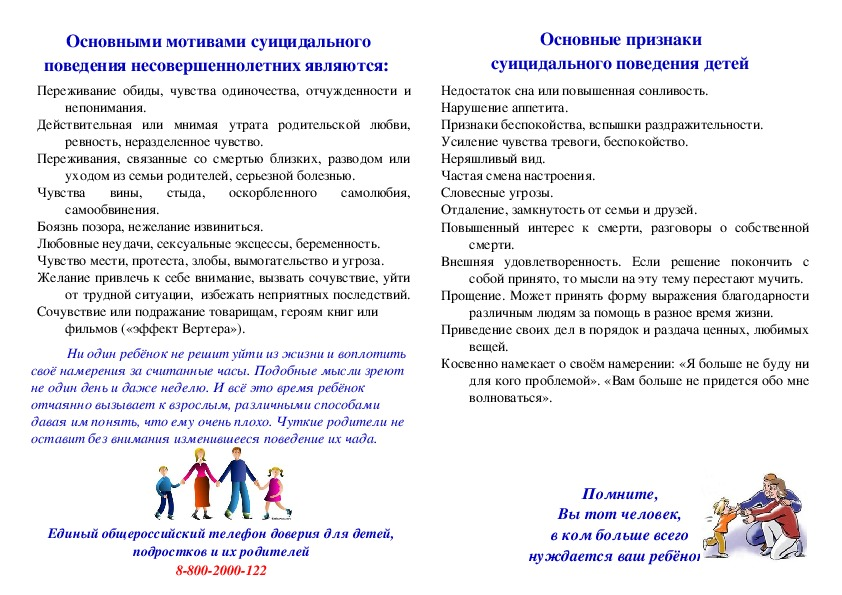 Основными мотивами суицидального
поведения несовершеннолетних являются:
Переживание обиды, чувства одиночества, отчужденности и
непонимания.
Действительная или мнимая утрата родительской любви,
ревность, неразделенное чувство.
Переживания, связанные со смертью близких, разводом или
уходом из семьи родителей, серьезной болезнью.
Чувства вины, стыда, оскорбленного самолюбия,
самообвинения.
Боязнь позора, нежелание извиниться.
Любовные неудачи, сексуальные эксцессы, беременность.
Чувство мести, протеста, злобы, вымогательство и угроза.
Желание привлечь к себе внимание, вызвать сочувствие, уйти
от трудной ситуации, избежать неприятных последствий.
Сочувствие или подражание товарищам, героям книг или
фильмов («эффект Вертера»).
Ни один ребёнок не решит уйти из жизни и воплотить
своё намерения за считанные часы. Подобные мысли зреют
не один день и даже неделю. И всё это время ребёнок
отчаянно вызывает к взрослым, различными способами
давая им понять, что ему очень плохо. Чуткие родители не
оставит без внимания изменившееся поведение их чада.
Единый общероссийский телефон доверия для детей,
подростков и их родителей
8-800-2000-122
Основные признаки
суицидального поведения детей
Недостаток сна или повышенная сонливость.
Нарушение аппетита.
Признаки беспокойства, вспышки раздражительности.
Усиление чувства тревоги, беспокойство.
Неряшливый вид.
Частая смена настроения.
Словесные угрозы.
Отдаление, замкнутость от семьи и друзей.
Повышенный интерес к смерти, разговоры о собственной
смерти.
Внешняя удовлетворенность. Если решение покончить с
собой принято, то мысли на эту тему перестают мучить.
Прощение. Может принять форму выражения благодарности
различным людям за помощь в разное время жизни.
Приведение своих дел в порядок и раздача ценных, любимых
вещей.
Косвенно намекает о своём намерении: «Я больше не буду ни
для кого проблемой». «Вам больше не придется обо мне
волноваться».
Помните,
Вы тот человек,
в ком больше всего
нуждается ваш ребёно